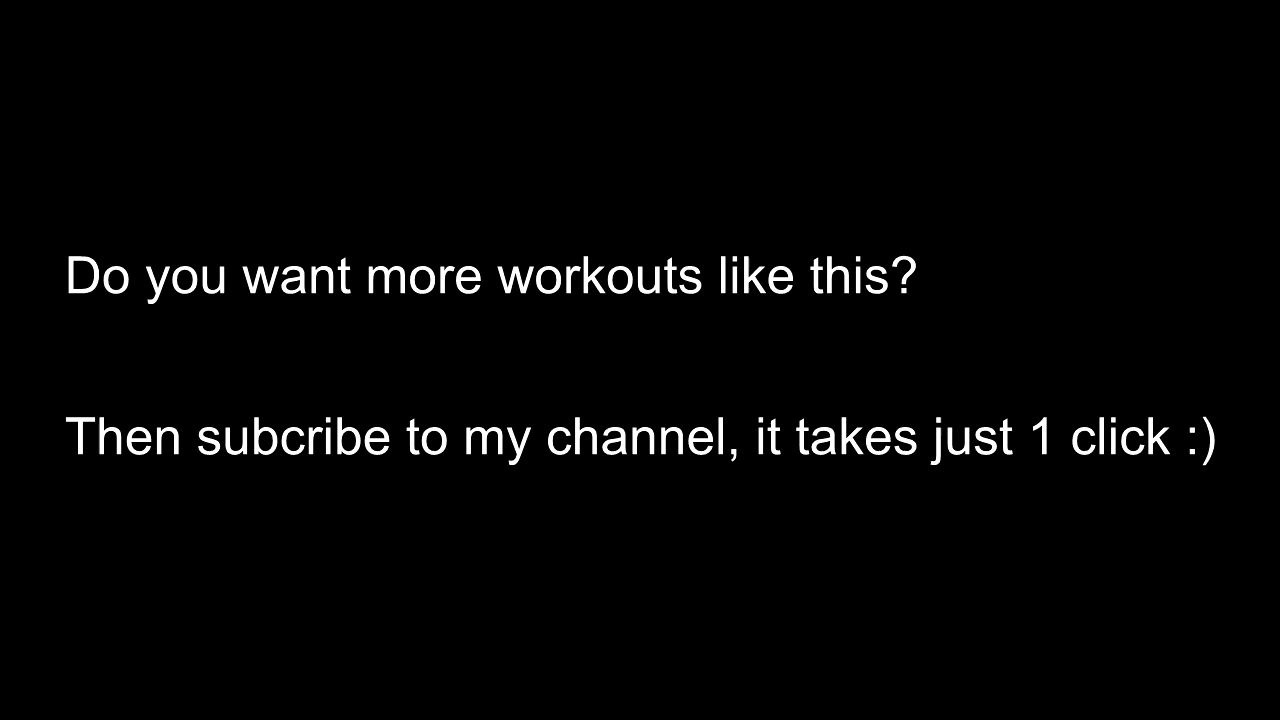 Do you want more workouts like this?
Then subcribe to my channel, it takes just 1 click :)